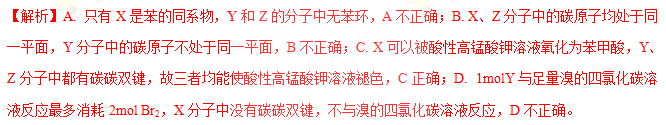 【解析】A. 只有 X 是苯的同系物，Y 和 Z 的分子中无苯环，A 不正确；B. X、Z 分子中的碳原子均处于同
一平面，Y 分子中的碳原子不处于同一平面，B 不正确；C. X 可以被酸性高锰酸钾溶液氧化为苯甲酸，Y、
Z 分子中都有碳碳双键，故三者均能使酸性高锰酸钾溶液褪色，C 正确；D. 1molY 与足量溴的四氯化碳溶
液反应最多消耗 2mol Br₂，X 分子中没有碳碳双键，不与溴的四氯化碳溶液反应，D 不正确。